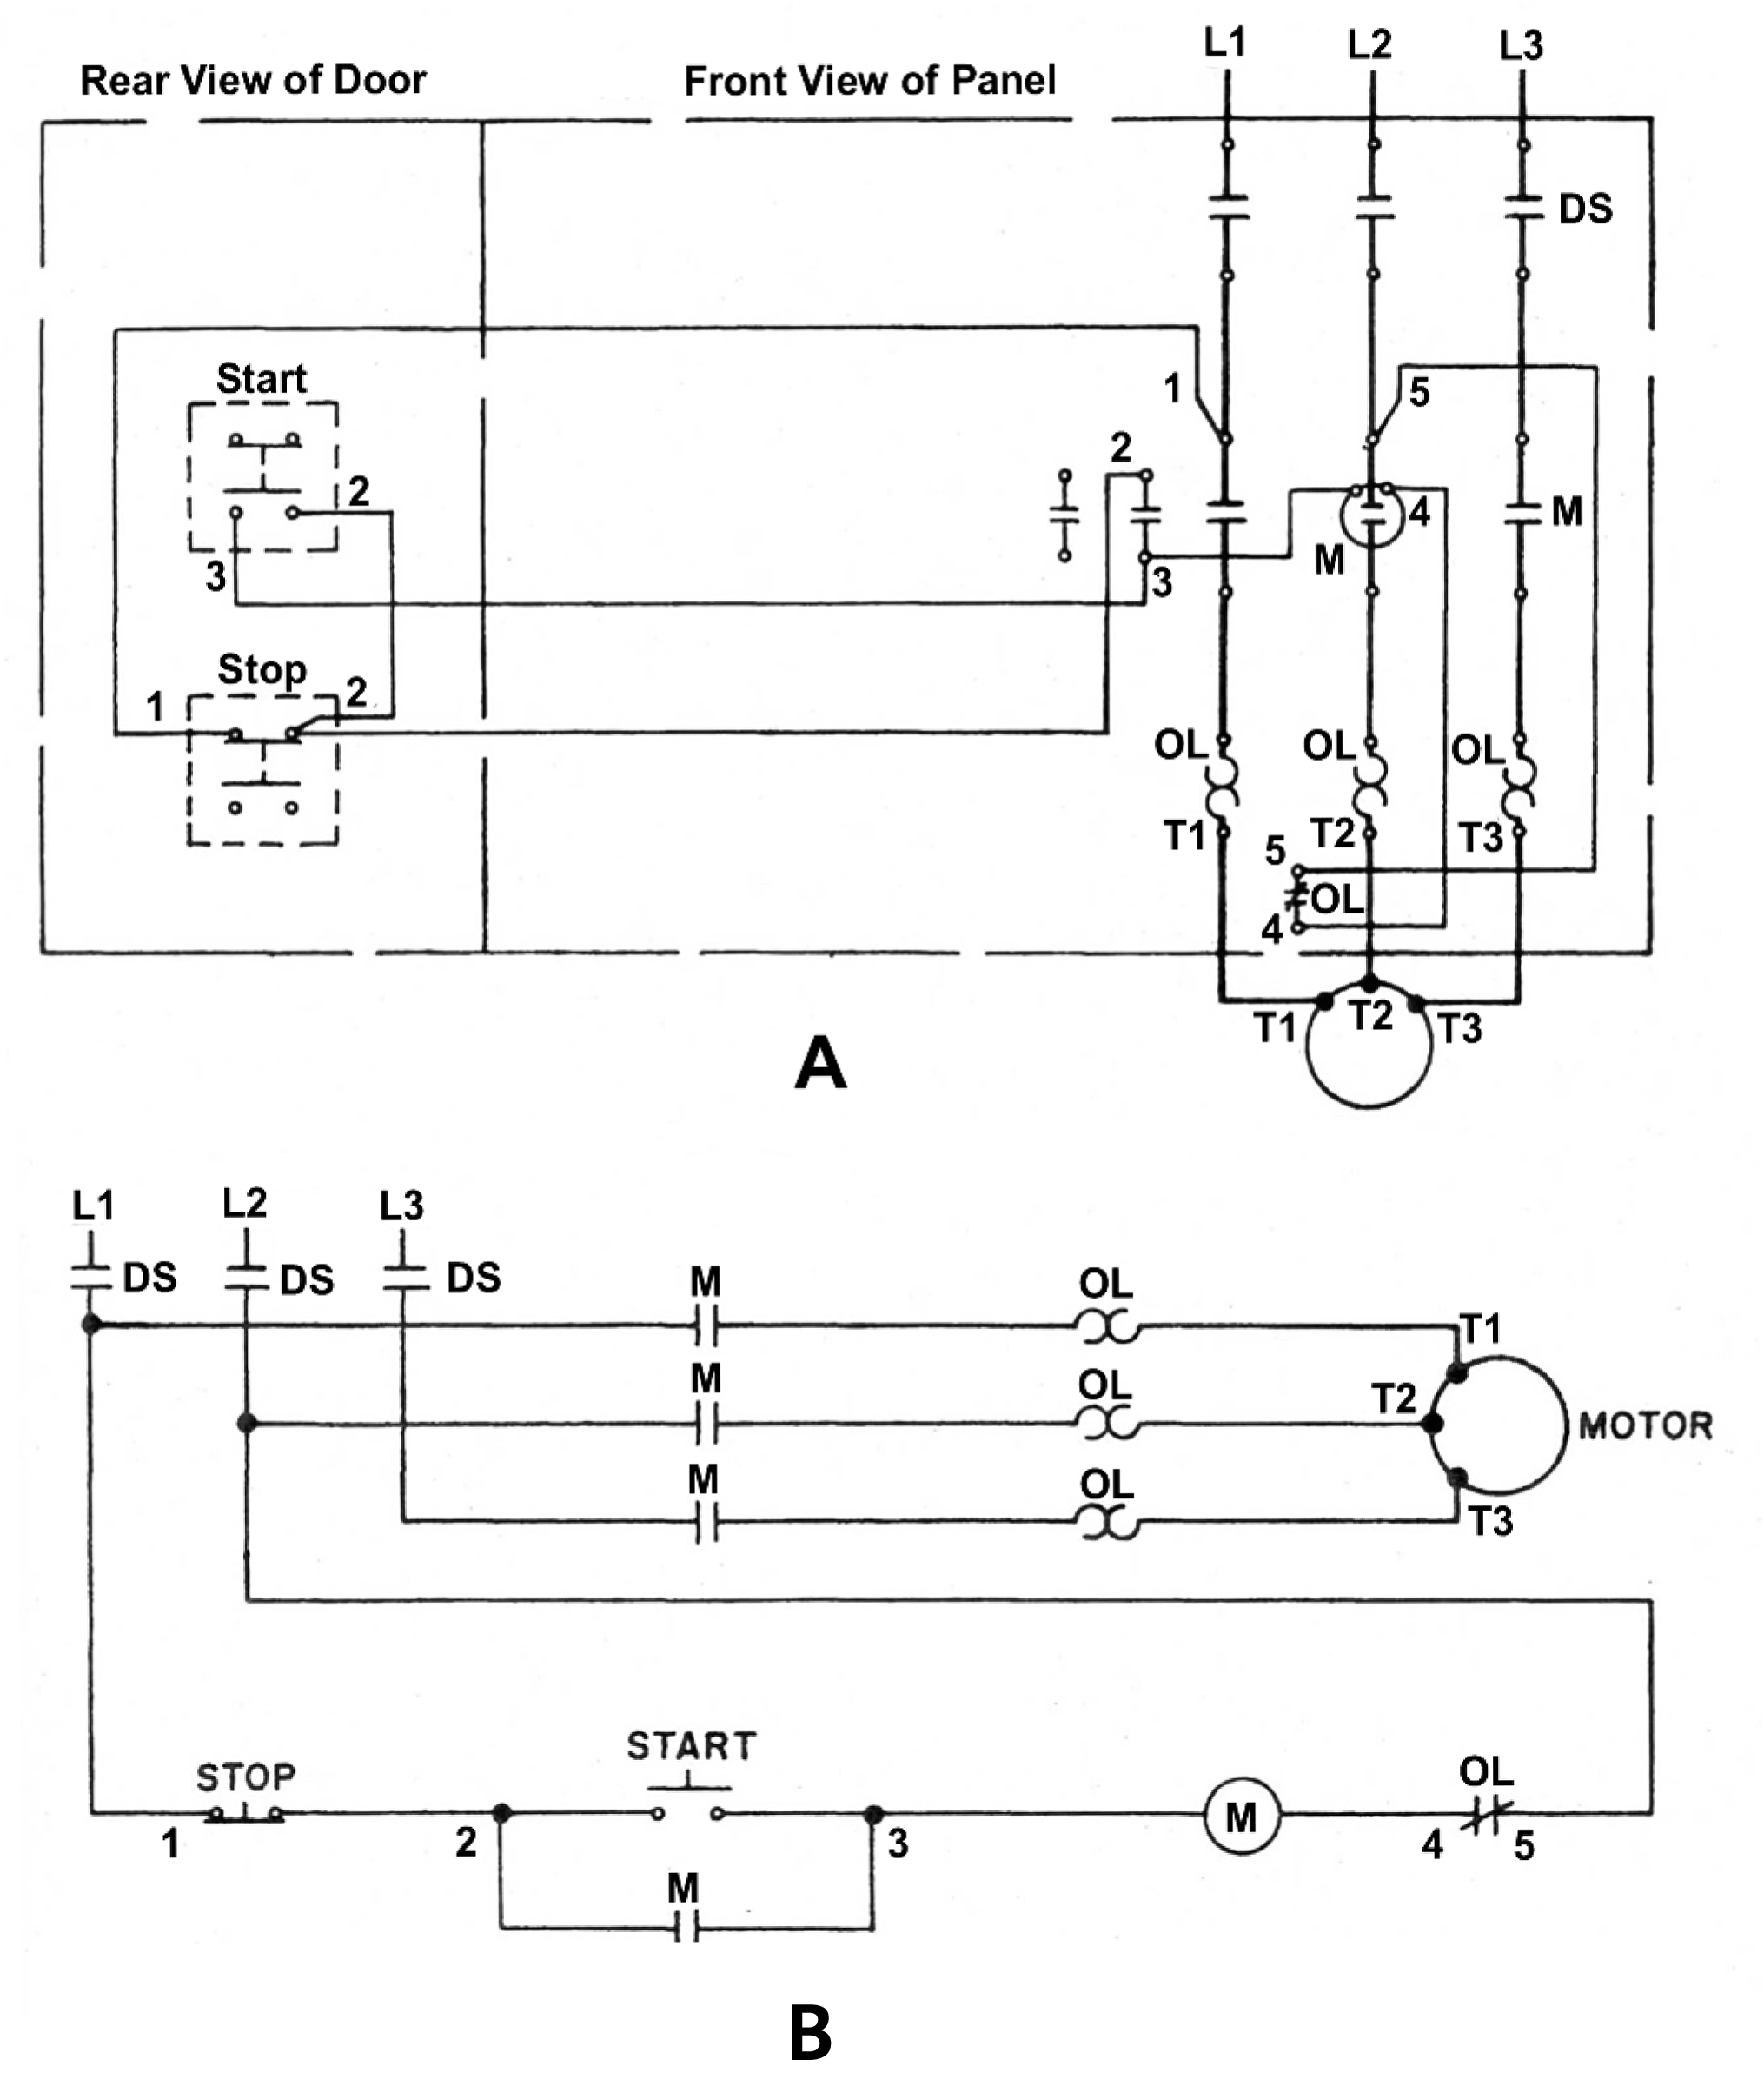 L1 L2 L3
Rear View of Door Front View of Panel
DS
Start
1 5
2
2 4 M
M
3 3
Stop
1 2
OL OL OL
T1 T2 T3
5
OL
4
T1 T2 T3
A
L1 L2 L3
DS DS DS
M OL
T1
M OL
T2 MOTOR
M OL
T3
START
STOP OL
M
1 2 3 4 5
M
B